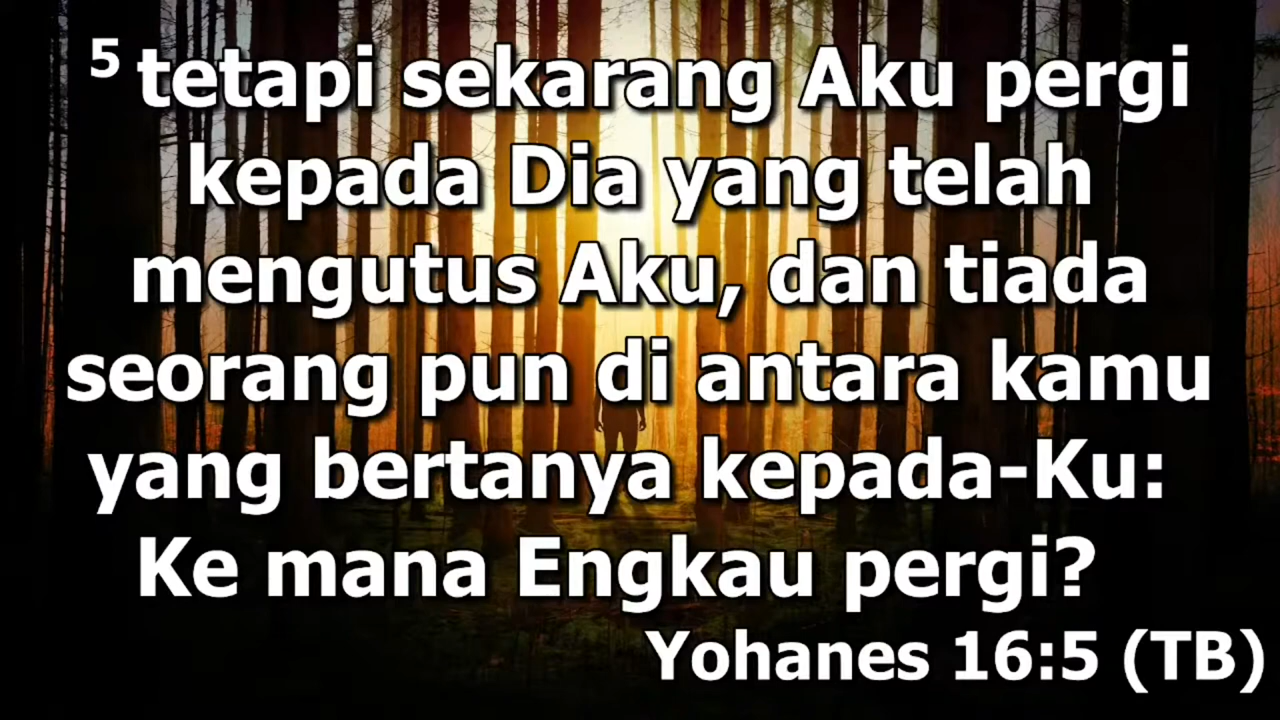 5 tetapi sekarang Aku pergi
kepada Dia yang telah
mengutus Aku, dan tiada
seorang pun di antara kamu
yang bertanya kepada-Ku:
Ke mana Engkau pergi?
Yohanes 16:5 (TB)